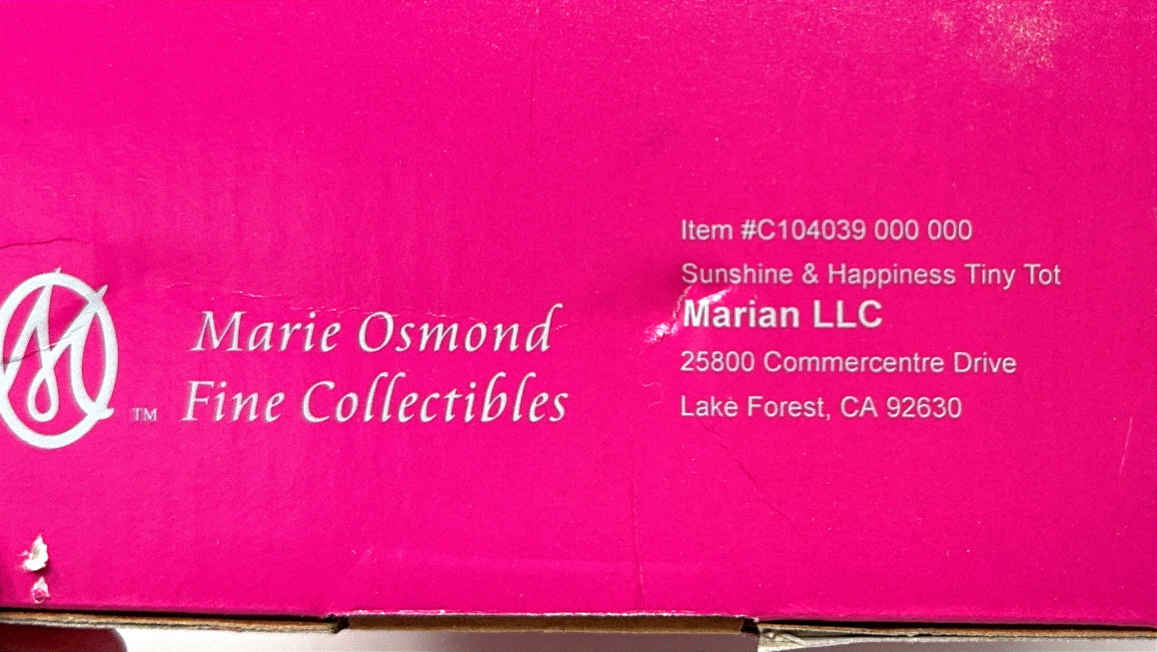 Marie Osmond
Fine Collectibles
TM
Item #C104039 000 000
Sunshine & Happiness Tiny Tot
Marian LLC
25800 Commercentre Drive
Lake Forest, CA 92630